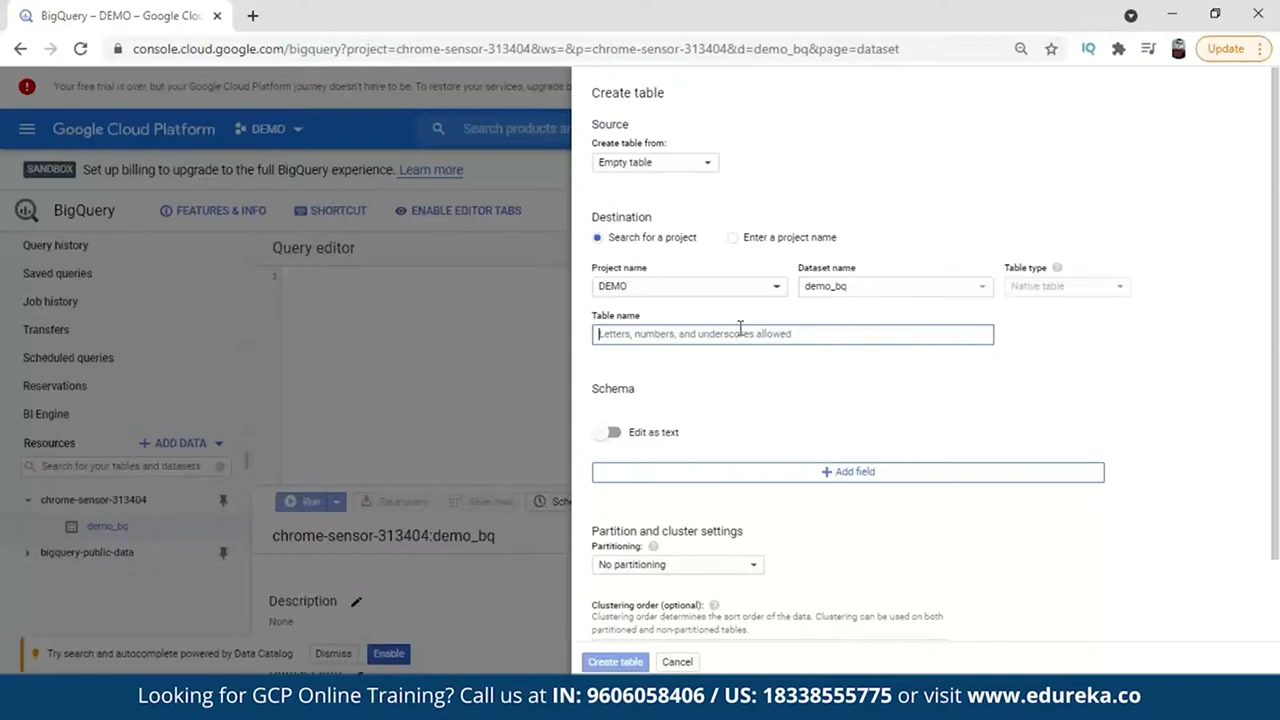 BigQuery – DEMO – Google Clou
console.cloud.google.com/bigquery?project=chrome-sensor-313404&ws=&p=chrome-sensor-313404&d=demo_bq&page=dataset
IQ
Update
Your free trial is over, but your Google Cloud Platform journey doesn't have to be. To restore your services, upgrade
Google Cloud Platform
DEMO
Search products
SANDBOX Set up billing to upgrade to the full BigQuery experience. Learn more
BigQuery
FEATURES & INFO
SHORTCUT
ENABLE EDITOR TABS
Query history
Saved queries
Job history
Transfers
Scheduled queries
Reservations
BI Engine
Resources
+ ADD DATA
Search for your tables and datasets
chrome-sensor-313404
demo_bq
bigquery-public-data
Query editor
1
Run
Save query
Save view
chrome-sensor-313404:demo_bq
Description
None
Try search and autocomplete powered by Data Catalog
Dismiss
Enable
Create table
Source
Create table from:
Empty table
Destination
Search for a project
Enter a project name
Project name
Dataset name
Table type
DEMO
demo_bq
Native table
Table name
Letters, numbers, and underscores allowed
Schema
Edit as text
+ Add field
Partition and cluster settings
Partitioning:
No partitioning
Clustering order (optional):
Clustering order determines the sort order of the data. Clustering can be used on both
partitioned and non-partitioned tables.
Create table
Cancel
Looking for GCP Online Training? Call us at IN: 9606058406 / US: 18338555775 or visit www.edureka.co